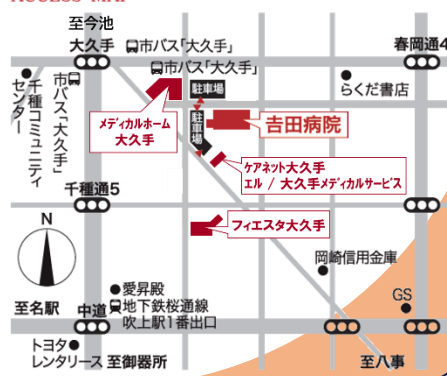 ACCESS MAP
至今池
大久手
市バス「大久手」
市バス「大久手」
春岡通4
駐車場
らくだ書店
千種コミュニティ
センター
市バス「大久手」
メディカルホーム
大久手
駐車場
吉田病院
ケアネット大久手
エル / 大久手メディカルサービス
千種通5
フィエスタ大久手
N
岡崎信用金庫
愛昇殿
地下鉄桜通線
吹上駅1番出口
GS
至名駅
中道
トヨタ
レンタリース
至御器所
至八事